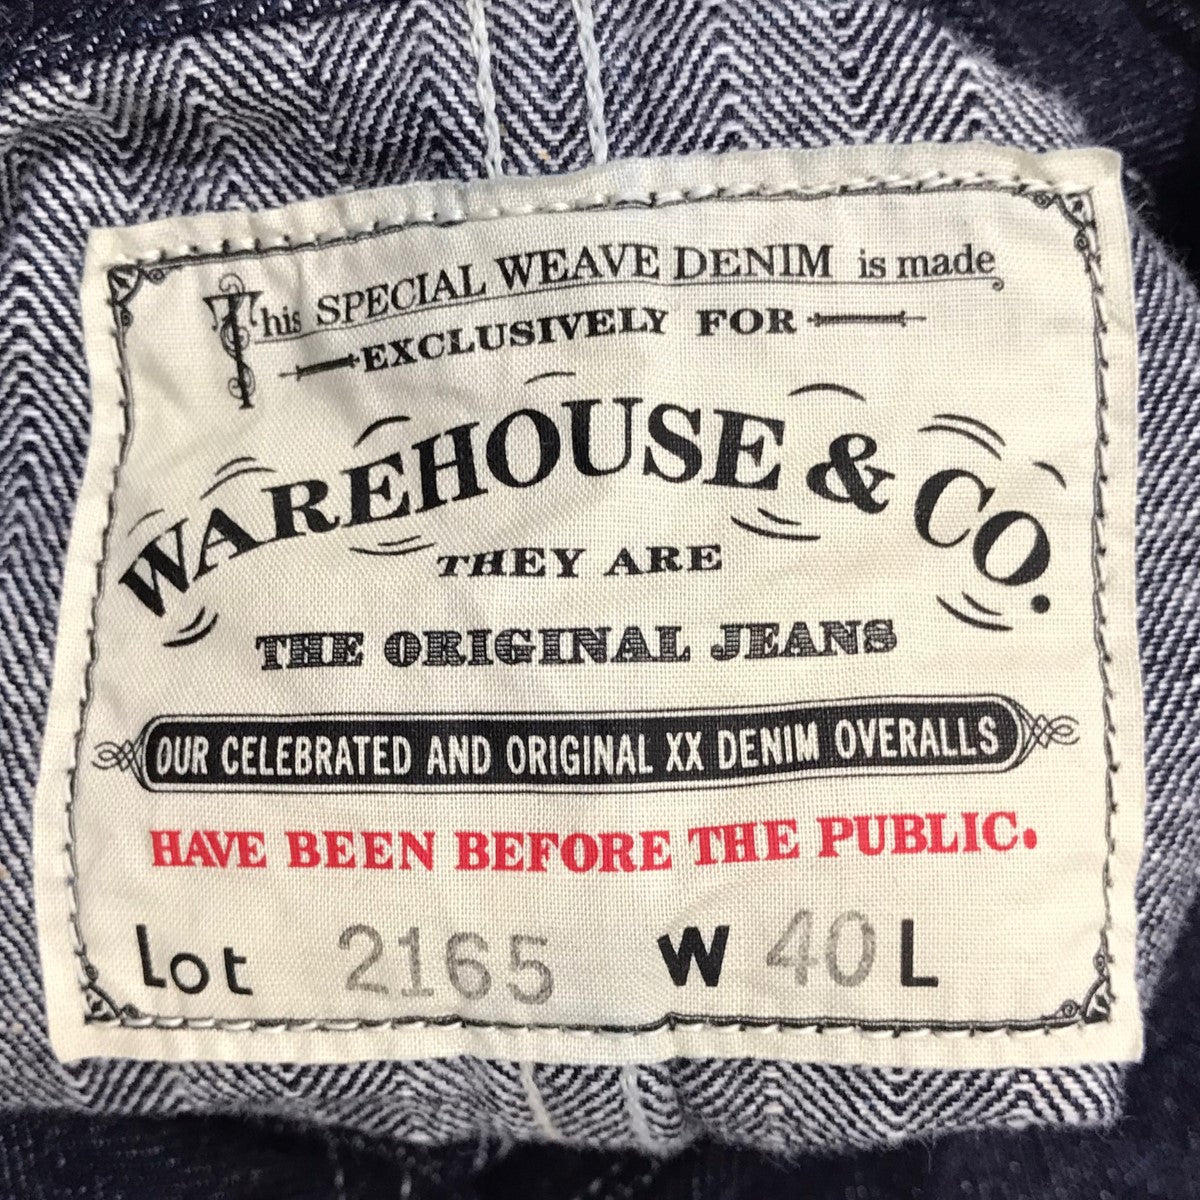 This SPECIAL WEAVE DENIM is made
EXCLUSIVELY FOR
WAREHOUSE & CO.
THEY ARE
THE ORIGINAL JEANS
OUR CELEBRATED AND ORIGINAL XX DENIM OVERALLS
HAVE BEEN BEFORE THE PUBLIC.
Lot 2165 W 40 L